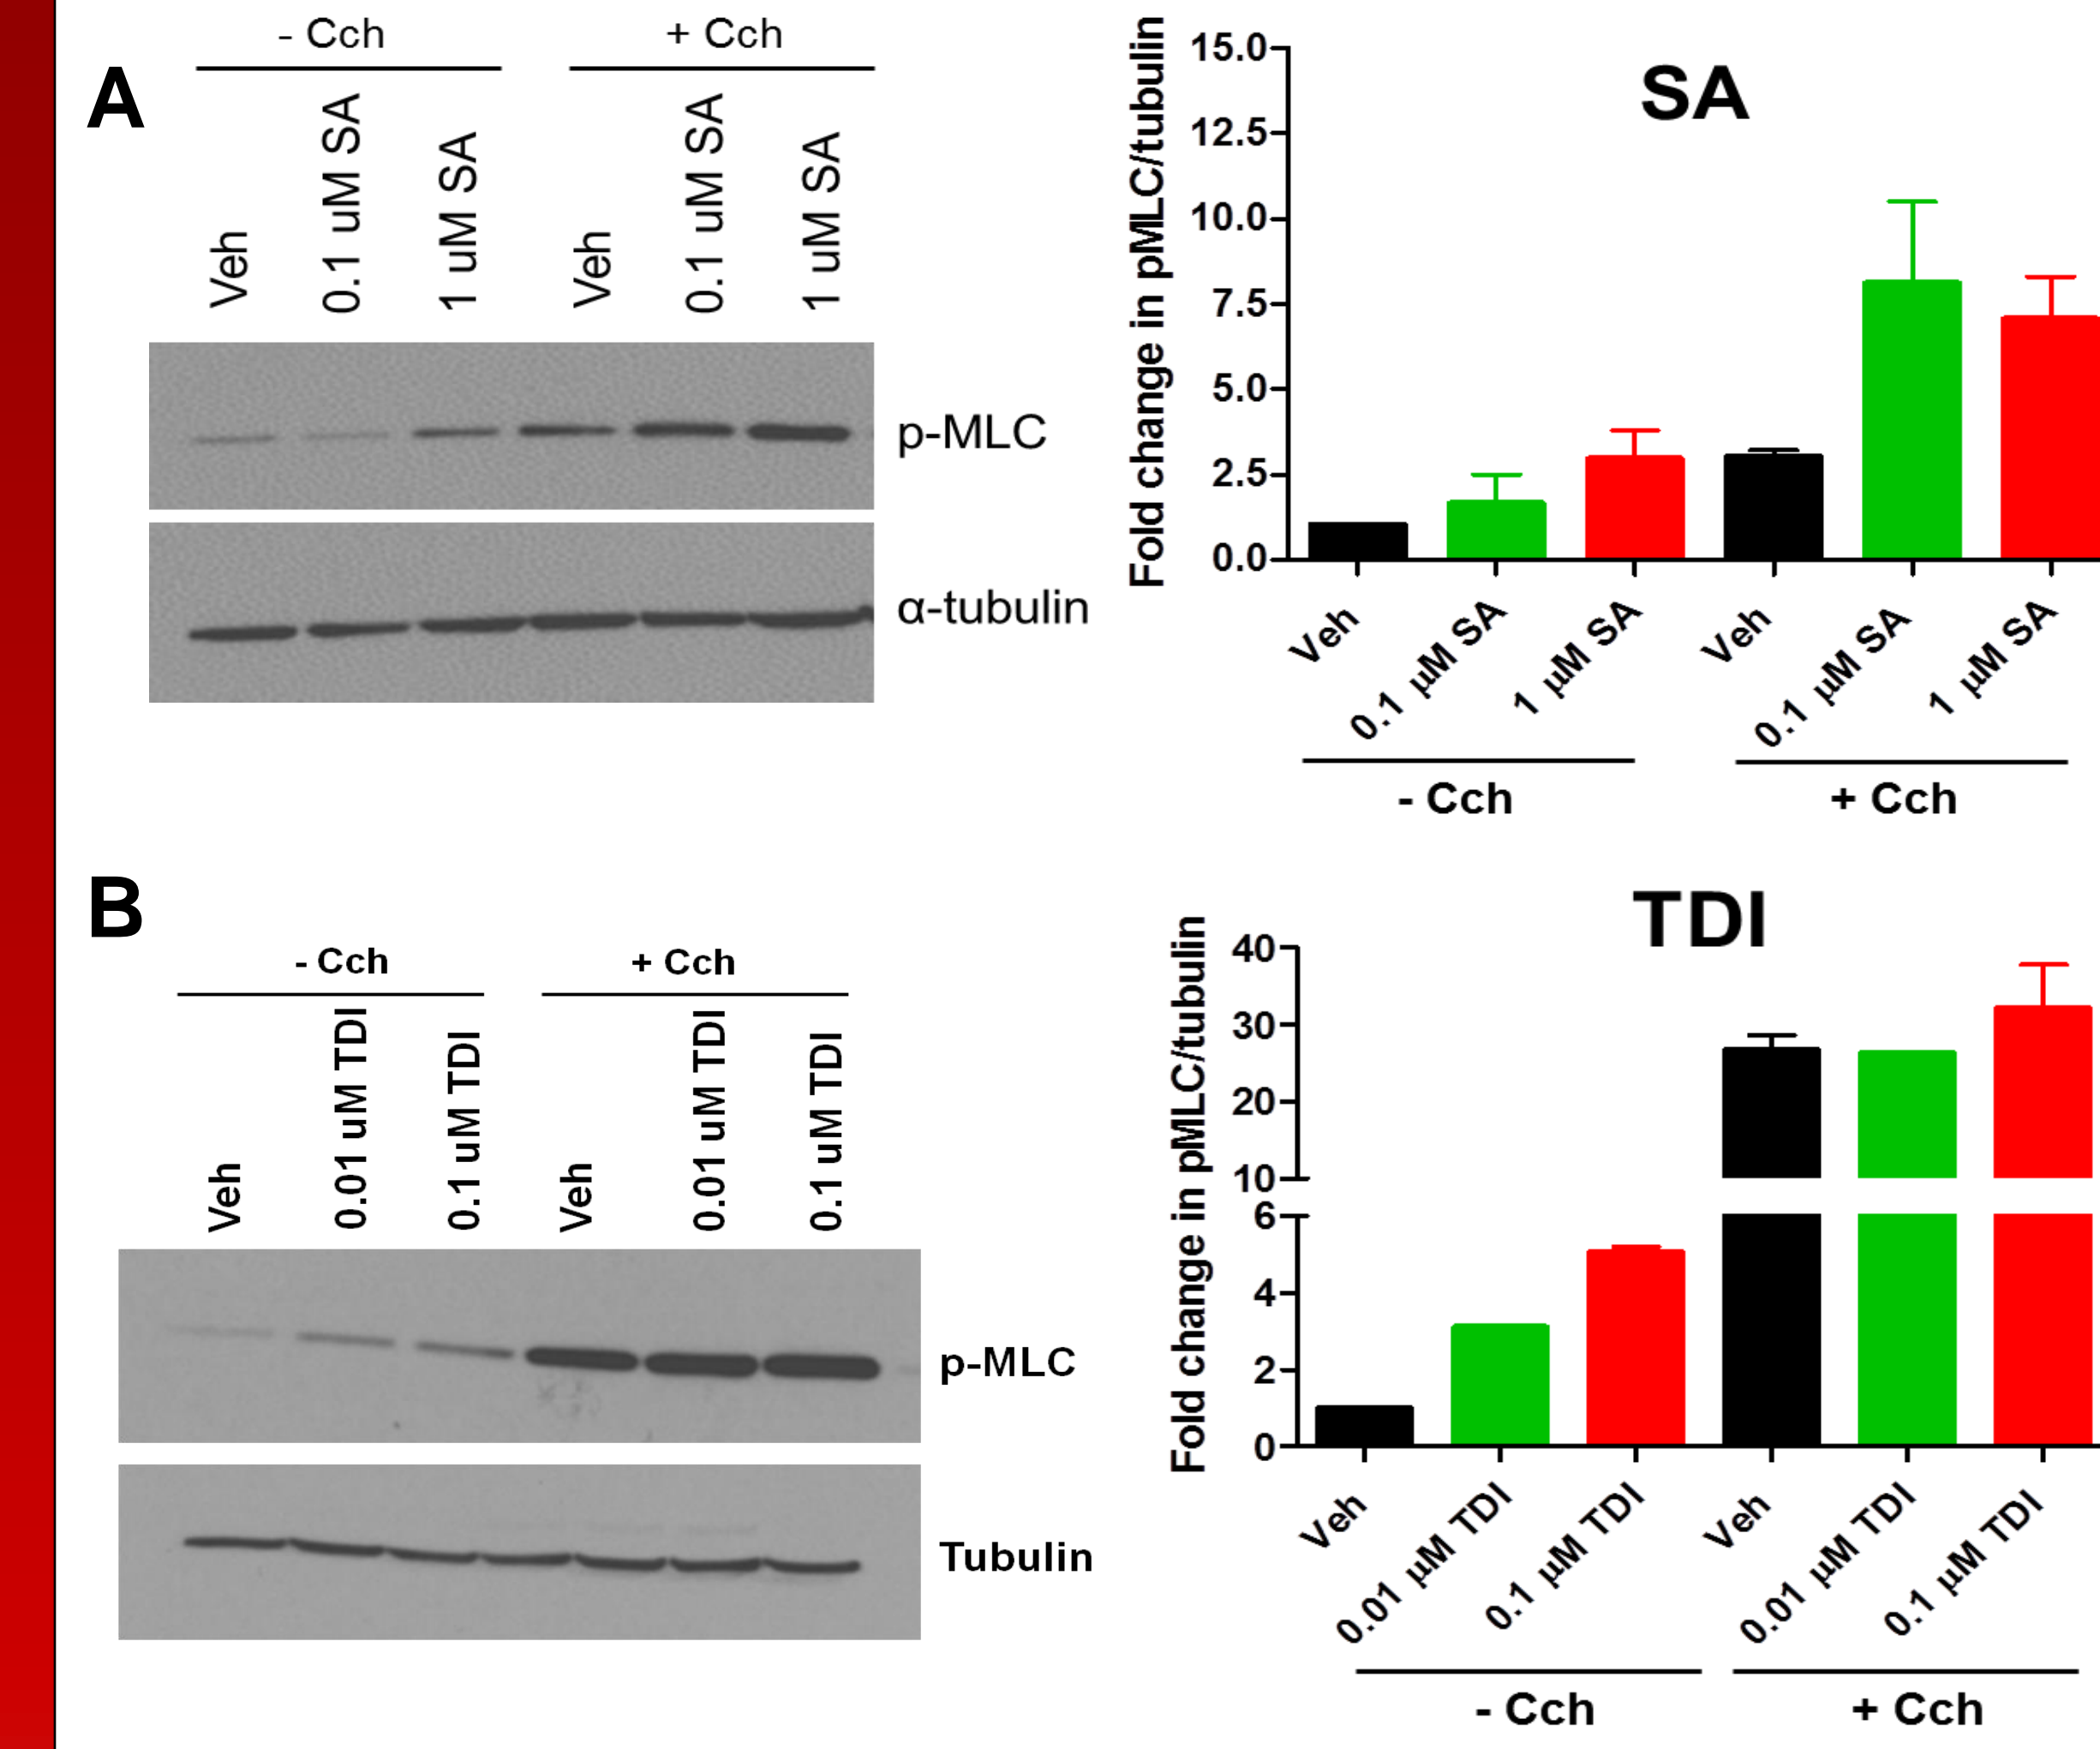 A
- Cch
+ Cch
Veh
0.1 uM SA
1 uM SA
Veh
0.1 uM SA
1 uM SA
p-MLC
α-tubulin
SA
Fold change in pMLC/tubulin
15.0
12.5
10.0
7.5
5.0
2.5
0.0
Veh
0.1 µM SA
1 µM SA
Veh
0.1 µM SA
1 µM SA
- Cch
+ Cch
B
- Cch
+ Cch
Veh
0.01 uM TDI
0.1 uM TDI
Veh
0.01 uM TDI
0.1 uM TDI
p-MLC
Tubulin
TDI
Fold change in pMLC/tubulin
40
30
20
10
6
4
2
0
Veh
0.01 µM TDI
0.1 µM TDI
Veh
0.01 µM TDI
0.1 µM TDI
- Cch
+ Cch